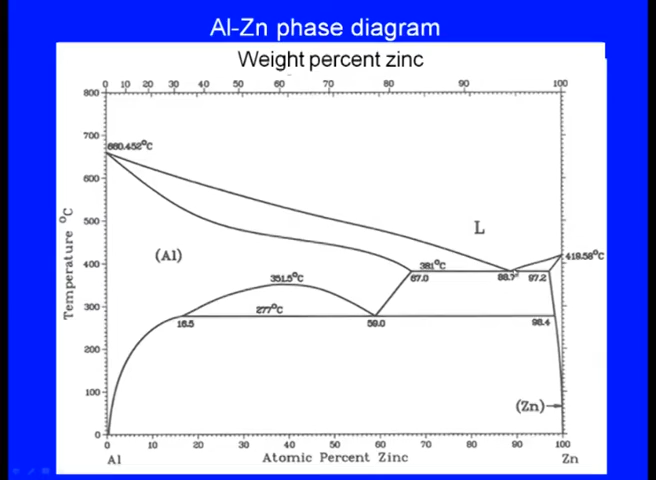 Al-Zn phase diagram
Weight percent zinc
0 10 20 30 40 50 60 70 80 90 100
800
700
660.452°C
600
500
L
419.58°C
(Al)
400
381°C
67.0 88.7 97.2
351.5°C
300
277°C
16.5 59.0 98.4
200
100
(Zn)
0
0 10 20 30 40 50 60 70 80 90 100
Al Atomic Percent Zinc Zn
Temperature °C